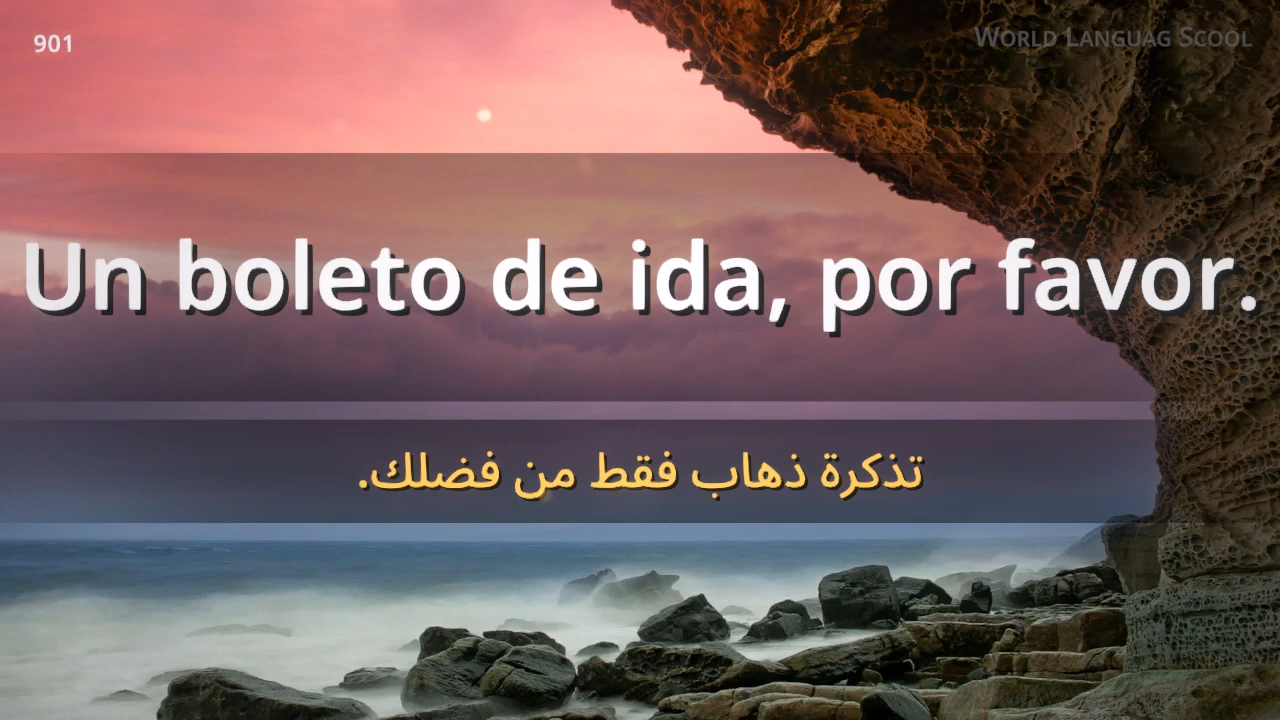 901
WORLD LANGUAG SCOOL
Un boleto de ida, por favor.
تذكرة ذهاب فقط من فضلك.